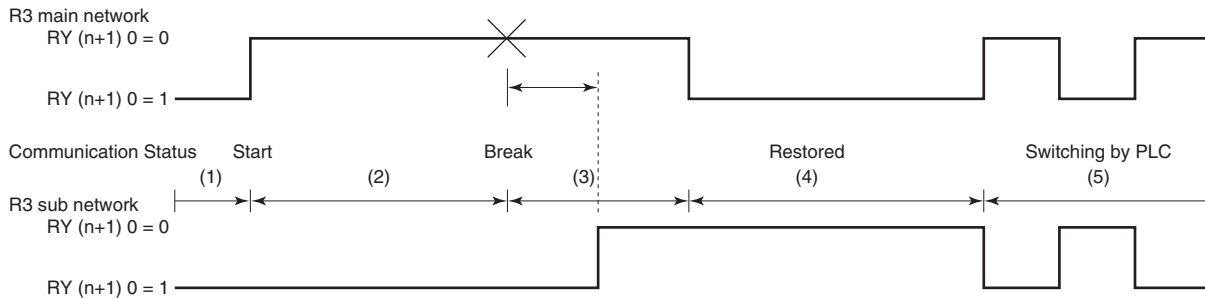 R3 main network
RY (n+1) 0 = 0
RY (n+1) 0 = 1
Communication Status Start Break Restored Switching by PLC
(1) (2) (3) (4) (5)
R3 sub network
RY (n+1) 0 = 0
RY (n+1) 0 = 1